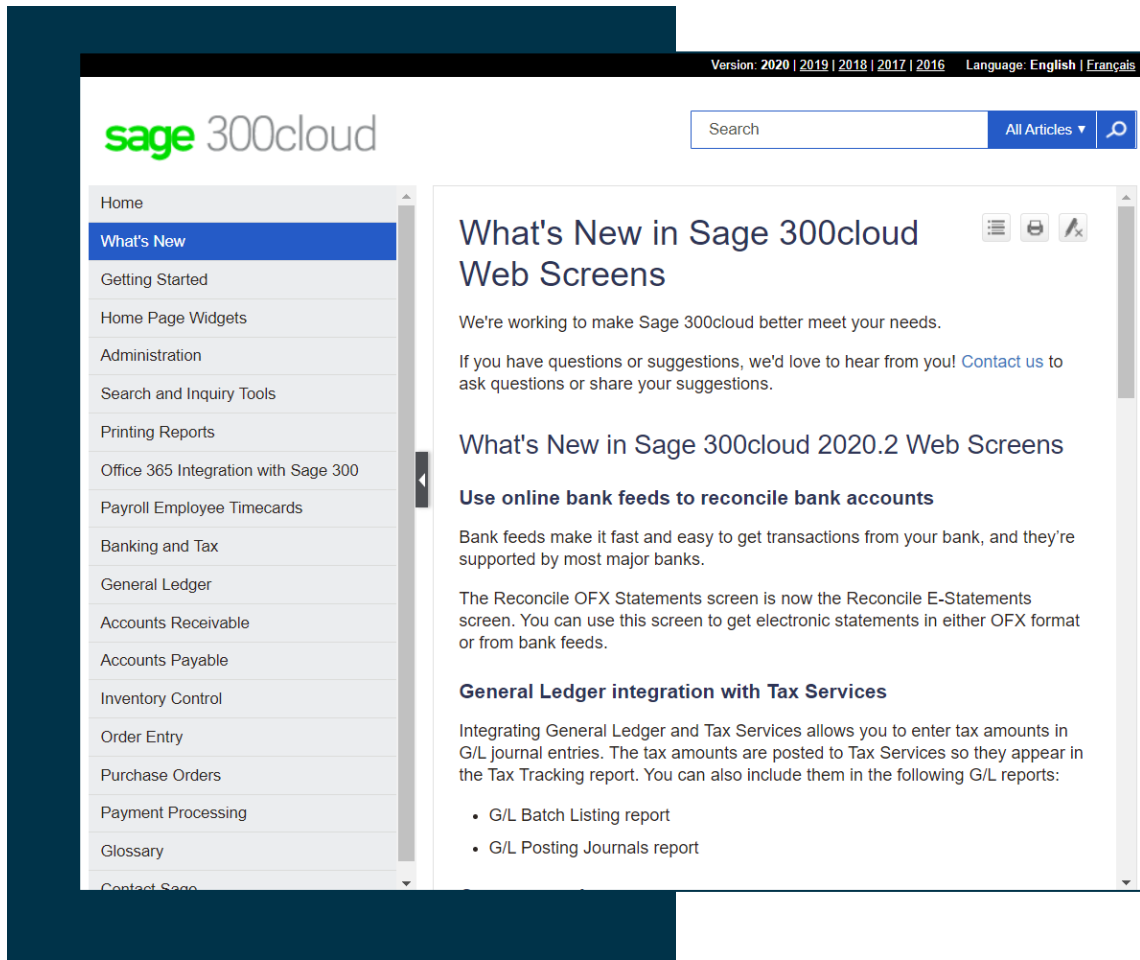 Version: 2020 | 2019 | 2018 | 2017 | 2016 Language: English | Français
sage 300cloud
Search
All Articles ▼
Home
What's New
Getting Started
Home Page Widgets
Administration
Search and Inquiry Tools
Printing Reports
Office 365 Integration with Sage 300
Payroll Employee Timecards
Banking and Tax
General Ledger
Accounts Receivable
Accounts Payable
Inventory Control
Order Entry
Purchase Orders
Payment Processing
Glossary
Contact Sage
What's New in Sage 300cloud
Web Screens
We're working to make Sage 300cloud better meet your needs.
If you have questions or suggestions, we'd love to hear from you! Contact us to
ask questions or share your suggestions.
What's New in Sage 300cloud 2020.2 Web Screens
Use online bank feeds to reconcile bank accounts
Bank feeds make it fast and easy to get transactions from your bank, and they’re
supported by most major banks.
The Reconcile OFX Statements screen is now the Reconcile E-Statements
screen. You can use this screen to get electronic statements in either OFX format
or from bank feeds.
General Ledger integration with Tax Services
Integrating General Ledger and Tax Services allows you to enter tax amounts in
G/L journal entries. The tax amounts are posted to Tax Services so they appear in
the Tax Tracking report. You can also include them in the following G/L reports:
• G/L Batch Listing report
• G/L Posting Journals report